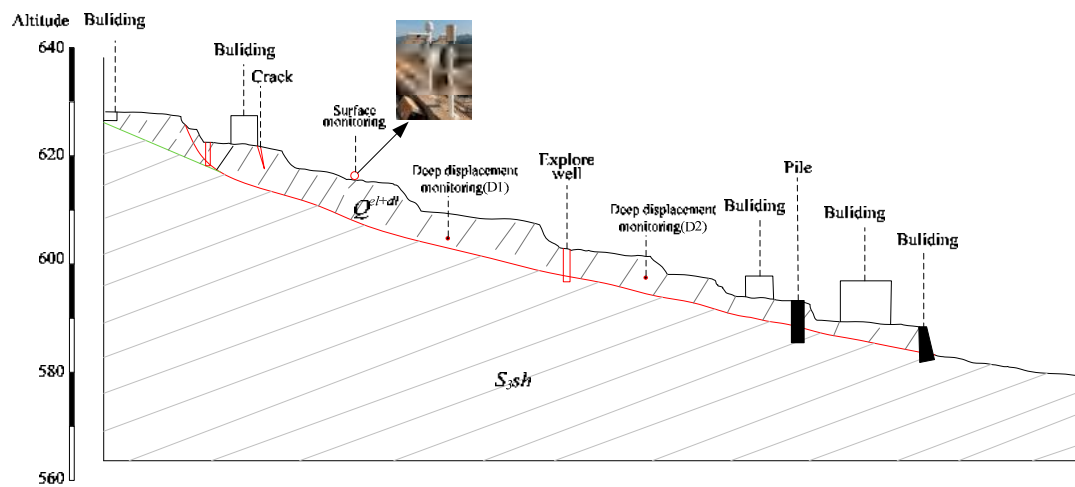 Altitude
Buliding
640
Buliding
Crack
Surface
monitoring
620
Deep displacement
monitoring(D1)
Explore
well
Pile
Q^el+dl
Deep displacement
monitoring(D2)
Buliding
Buliding
Buliding
600
580
S₃sh
560